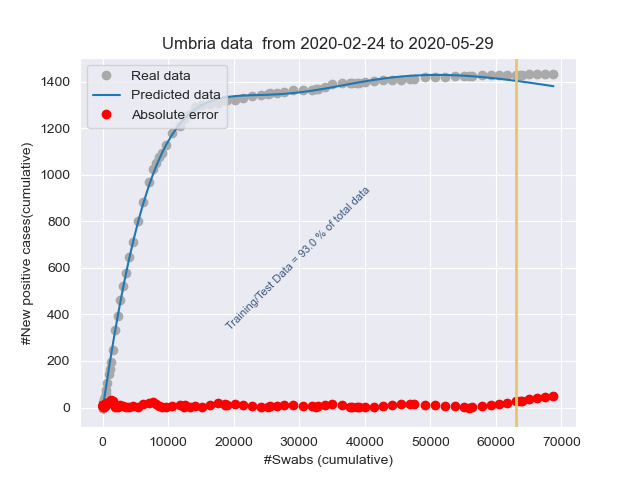 Umbria data  from 2020-02-24 to 2020-05-29
Real data
Predicted data
Absolute error
Training/Test Data = 93.0 % of total data
#New positive cases(cumulative)
1400
1200
1000
800
600
400
200
0
0 10000 20000 30000 40000 50000 60000 70000
#Swabs (cumulative)